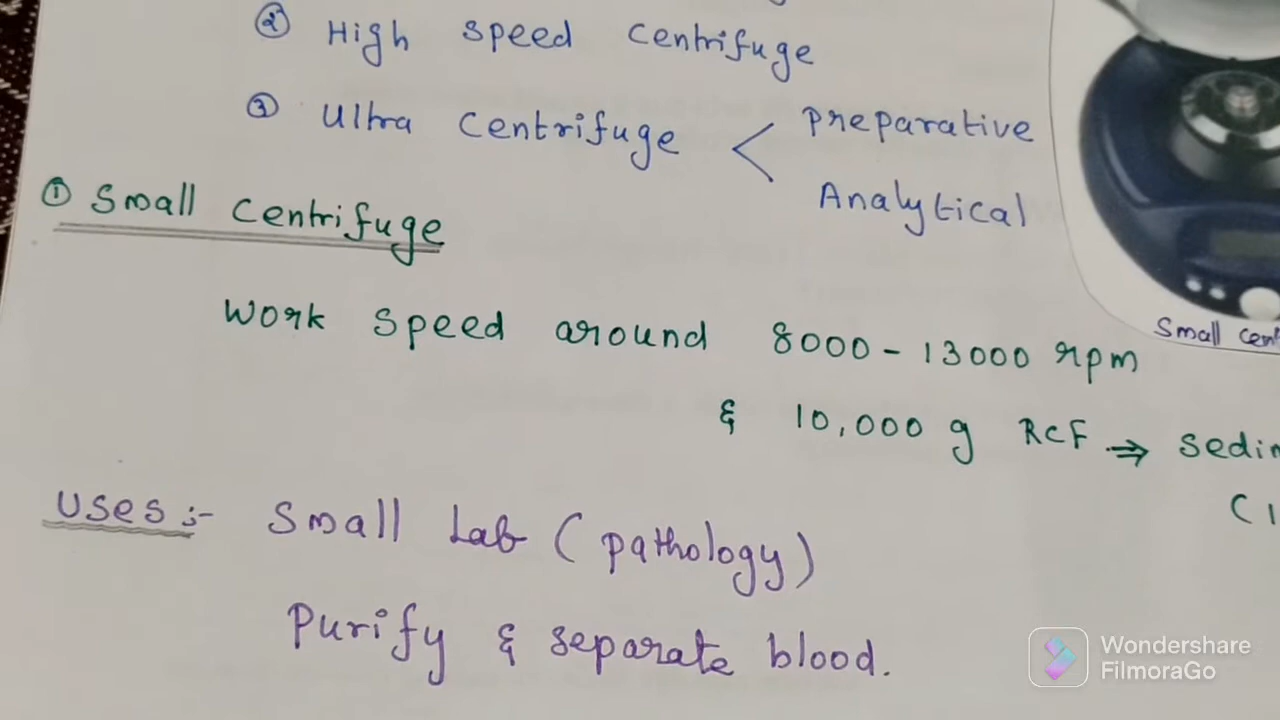 ② High speed centrifuge
③ Ultra Centrifuge < Preparative
Analytical
① Small Centrifuge
Small
Work speed around 8000 - 13000 rpm
& 10,000 g RCF ⇒
Uses :- Small Lab (pathology)
Purify & separate blood.
Wondershare
FilmoraGo